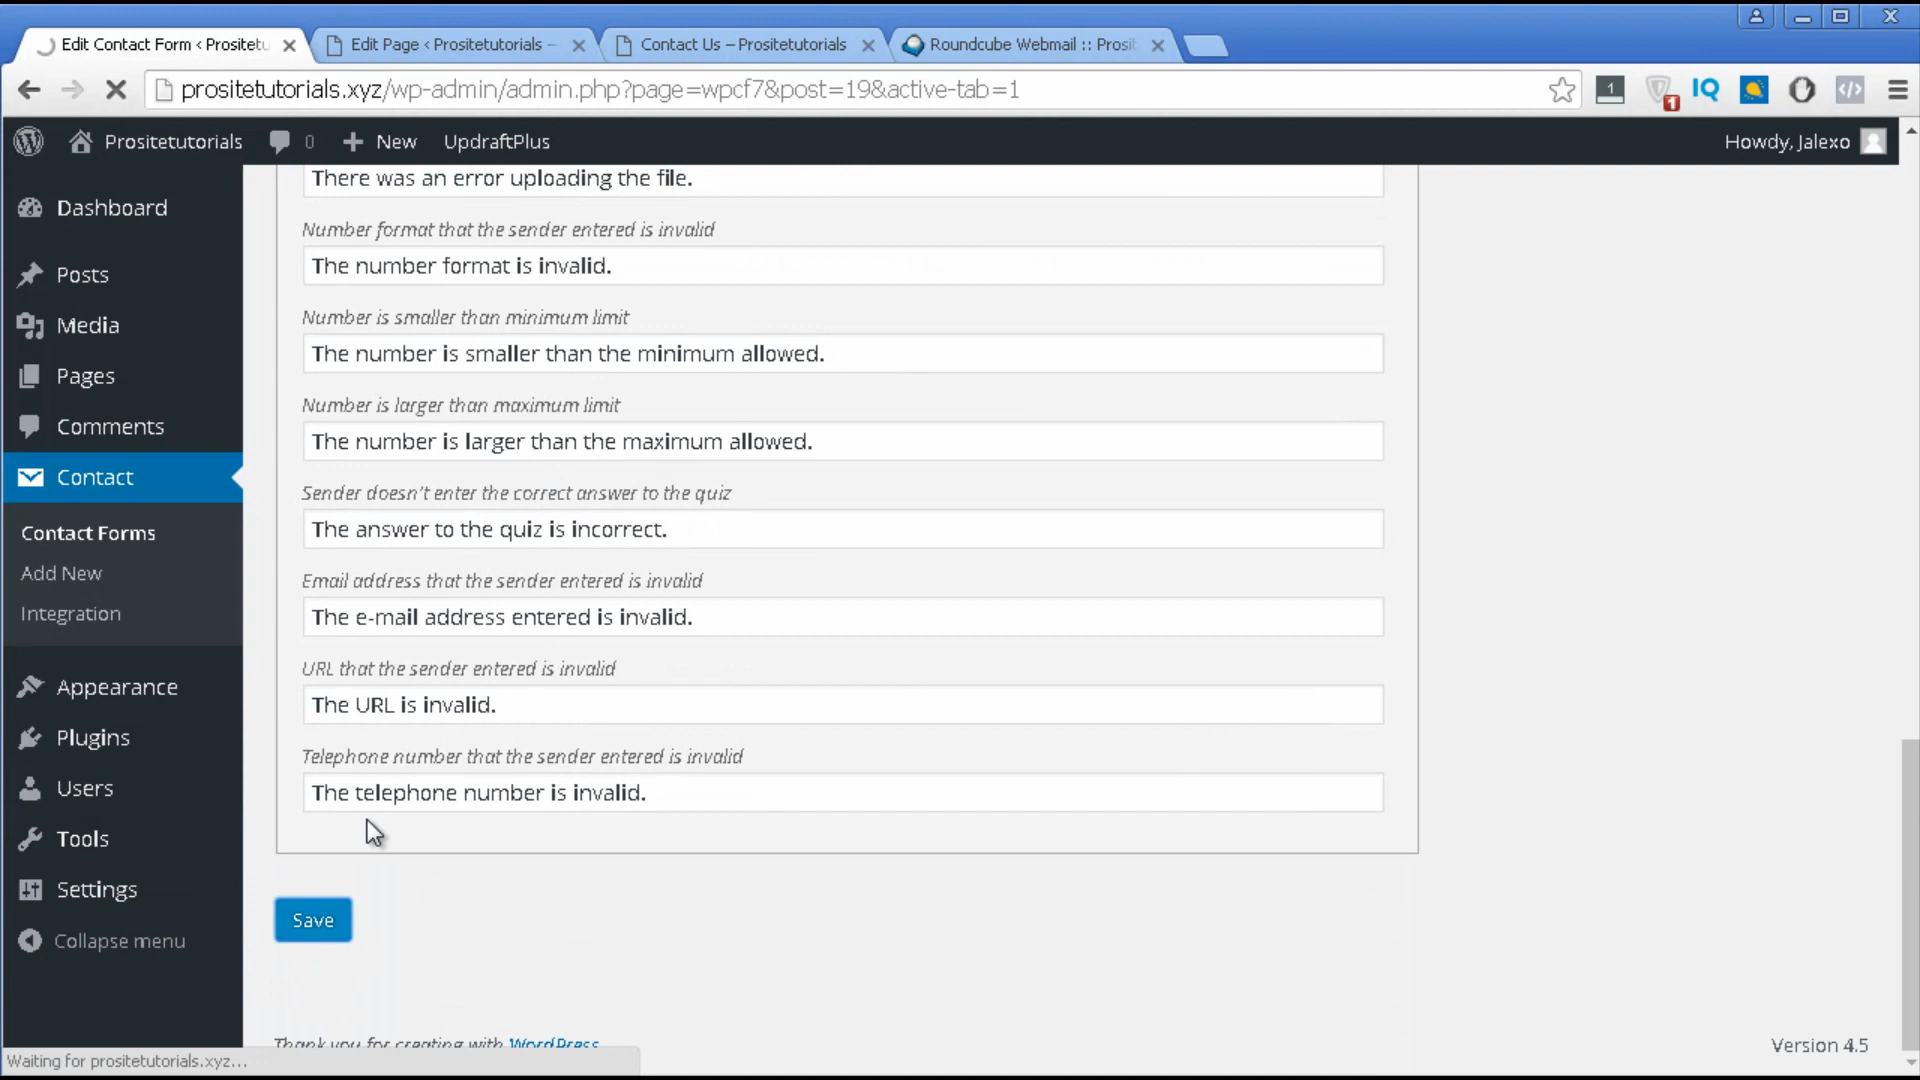 Edit Contact Form < Prositetu
Edit Page < Prositetutorials –
Contact Us – Prositetutorials
Roundcube Webmail :: Prosit
prositetutorials.xyz/wp-admin/admin.php?page=wpcf7&post=19&active-tab=1
1
1
IQ
Prositetutorials
0
New
UpdraftPlus
Howdy, Jalexo
Dashboard
Posts
Media
Pages
Comments
Contact
Contact Forms
Add New
Integration
Appearance
Plugins
Users
Tools
Settings
Collapse menu
There was an error uploading the file.
Number format that the sender entered is invalid
The number format is invalid.
Number is smaller than minimum limit
The number is smaller than the minimum allowed.
Number is larger than maximum limit
The number is larger than the maximum allowed.
Sender doesn't enter the correct answer to the quiz
The answer to the quiz is incorrect.
Email address that the sender entered is invalid
The e-mail address entered is invalid.
URL that the sender entered is invalid
The URL is invalid.
Telephone number that the sender entered is invalid
The telephone number is invalid.
Save
Thank you for creating with WordPress
Version 4.5
Waiting for prositetutorials.xyz...